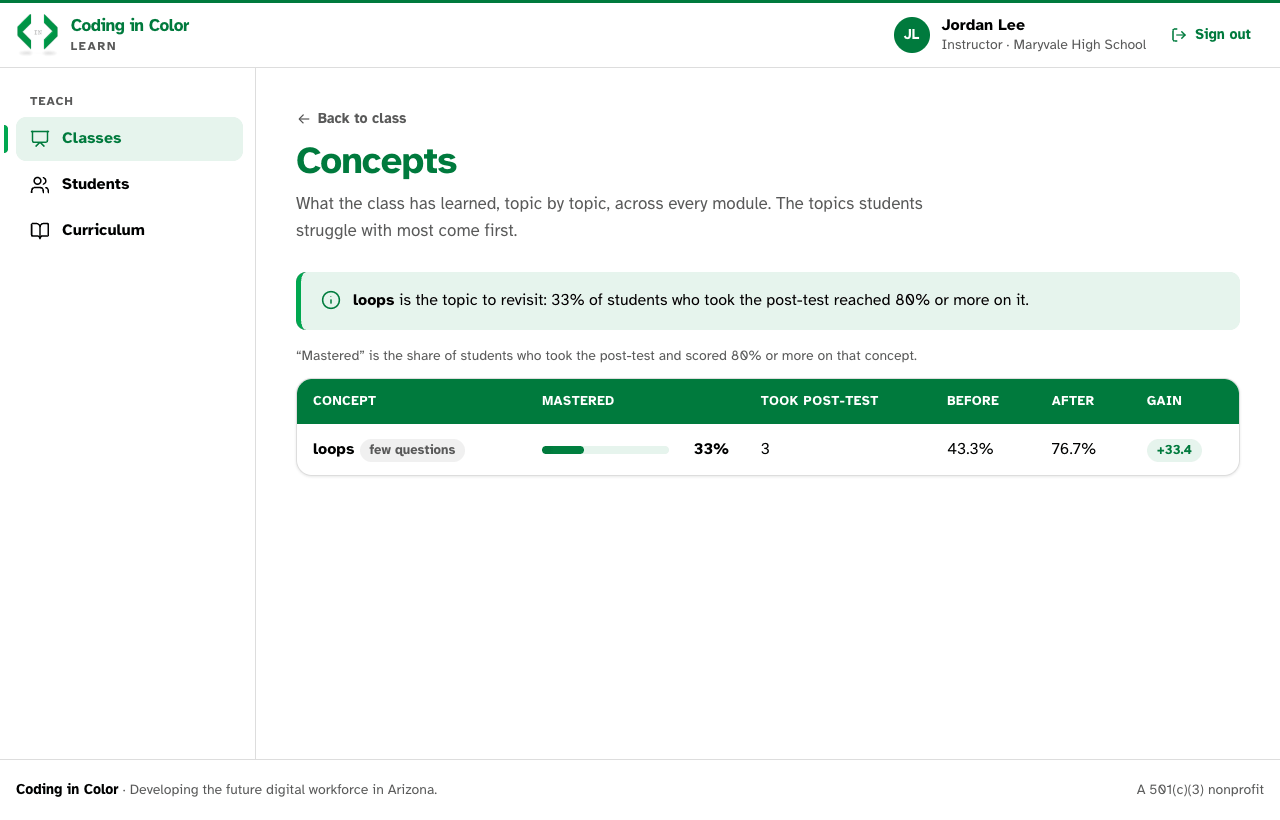 Coding in Color
LEARN
JL
Jordan Lee
Instructor · Maryvale High School
Sign out
TEACH
Classes
Students
Curriculum
Back to class
Concepts
What the class has learned, topic by topic, across every module. The topics students
struggle with most come first.
loops is the topic to revisit: 33% of students who took the post-test reached 80% or more on it.
“Mastered” is the share of students who took the post-test and scored 80% or more on that concept.
CONCEPT MASTERED TOOK POST-TEST BEFORE AFTER GAIN
loops few questions 33% 3 43.3% 76.7% +33.4
Coding in Color · Developing the future digital workforce in Arizona.
A 501(c)(3) nonprofit